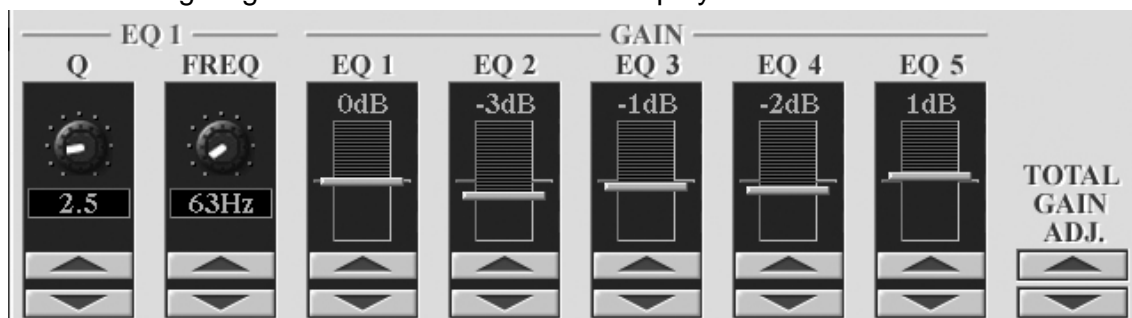 EQ 1 GAIN
Q FREQ EQ 1 EQ 2 EQ 3 EQ 4 EQ 5
0dB -3dB -1dB -2dB 1dB
2.5 63Hz
TOTAL
GAIN
ADJ.